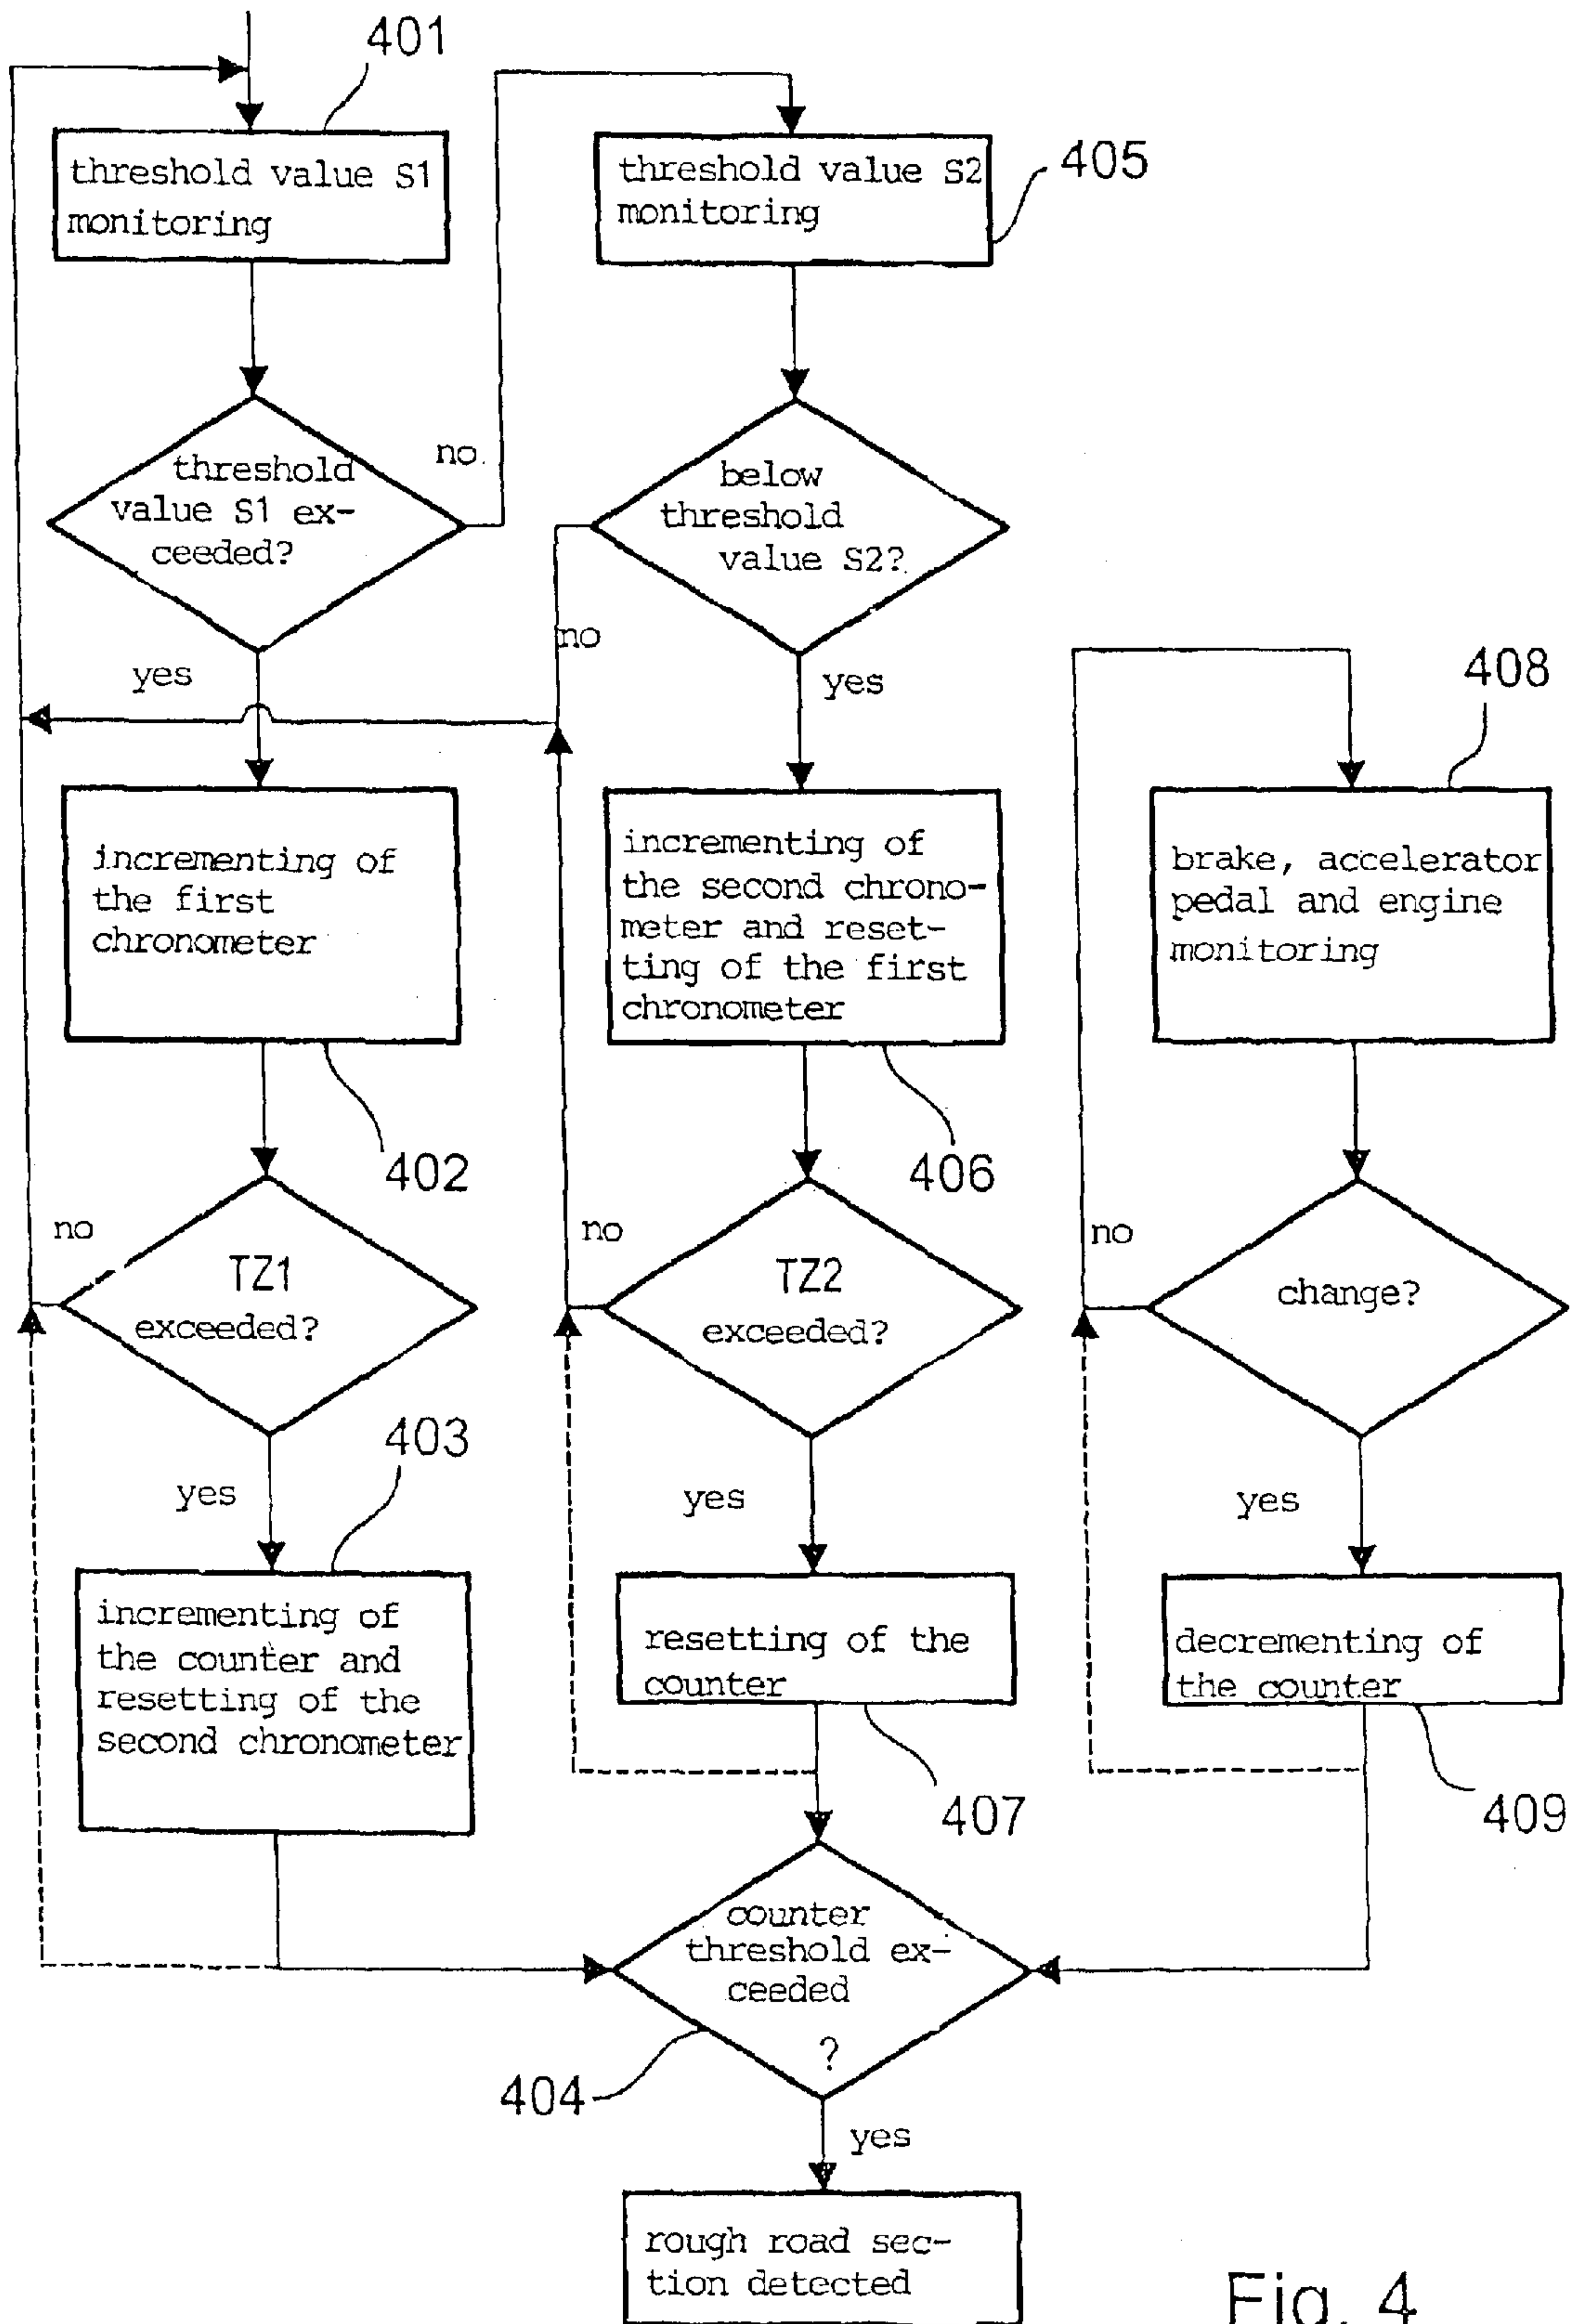 401
threshold value S1
monitoring
threshold value S2
monitoring
405
threshold
value S1 ex-
ceeded?
no
below
threshold
value S2?
no
yes
yes
408
incrementing of
the first
chronometer
incrementing of
the second chrono-
meter and reset-
ting of the first
chronometer
brake, accelerator
pedal and engine
monitoring
402
406
no
TZ1
exceeded?
no
TZ2
exceeded?
no
change?
403
yes
yes
yes
incrementing of
the counter and
resetting of the
second chronometer
resetting of the
counter
decrementing of
the counter
407
409
counter
threshold ex-
ceeded
?
404
yes
rough road sec-
tion detected
Fig. 4